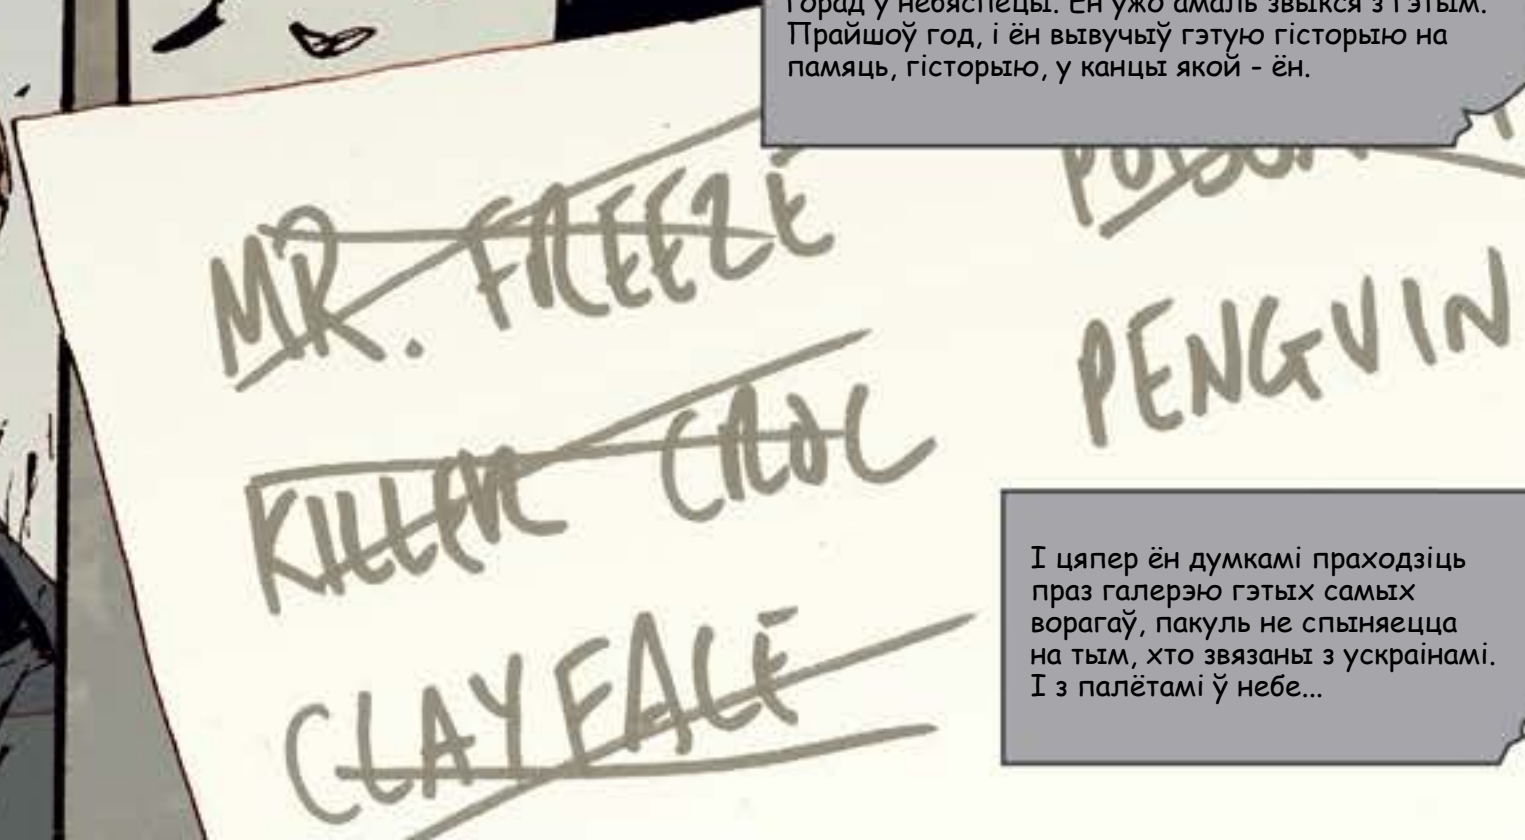 горад у небяспецы. Ён ужо амаль звыкся з гэтым.
Прайшоў год, і ён вывучыў гэтую гісторыю на
памяць, гісторыю, у канцы якой - ён.
MR. FREEZE
POISON
KILLER CROC
PENGUIN
CLAYFACE
І цяпер ён думкамі праходзіць
праз галерэю гэтых самых
ворагаў, пакуль не спыняецца
на тым, хто звязаны з ускраінамі.
І з палётамі ў небе...